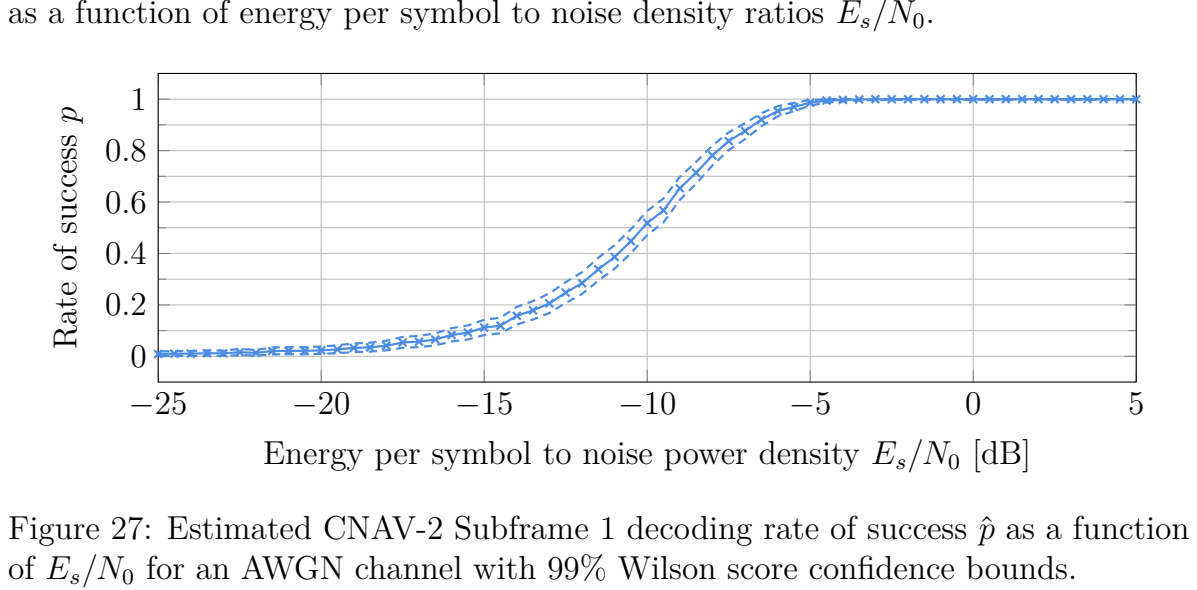 as a function of energy per symbol to noise density ratios E_s/N_0.
1
0.8
0.6
0.4
0.2
0
Rate of success p
−25 −20 −15 −10 −5 0 5
Energy per symbol to noise power density E_s/N_0 [dB]
Figure 27: Estimated CNAV-2 Subframe 1 decoding rate of success p̂ as a function
of E_s/N_0 for an AWGN channel with 99% Wilson score confidence bounds.